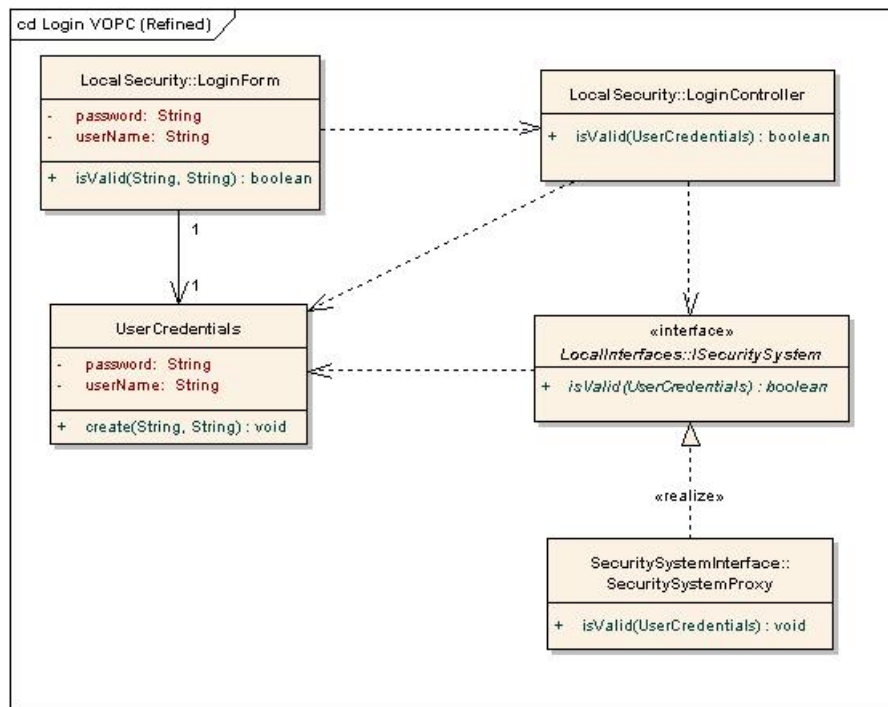 cd Login VOPC (Refined)
LocalSecurity::LoginForm
- password: String
- userName: String
+ isValid(String, String) : boolean
LocalSecurity::LoginController
+ isValid(UserCredentials) : boolean
1
1
UserCredentials
- password: String
- userName: String
+ create(String, String) : void
«interface»
LocalInterfaces::ISecuritySystem
+ isValid(UserCredentials) : boolean
«realize»
SecuritySystemInterface::
SecuritySystemProxy
+ isValid(UserCredentials) : void